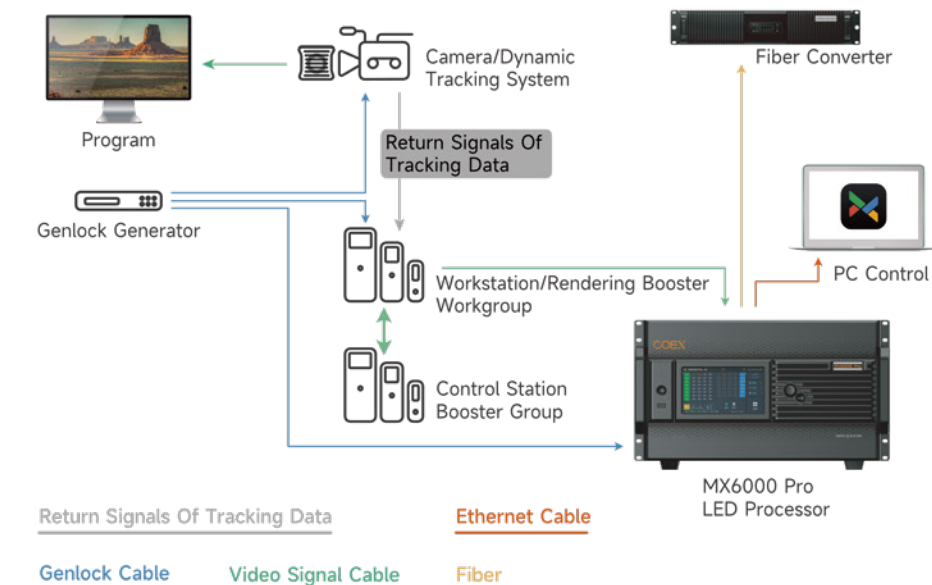 Camera/Dynamic
Tracking System
Fiber Converter
Program
Return Signals Of
Tracking Data
Genlock Generator
PC Control
Workstation/Rendering Booster
Workgroup
COEX
Control Station
Booster Group
MX6000 Pro
LED Processor
Return Signals Of Tracking Data
Ethernet Cable
Genlock Cable
Video Signal Cable
Fiber